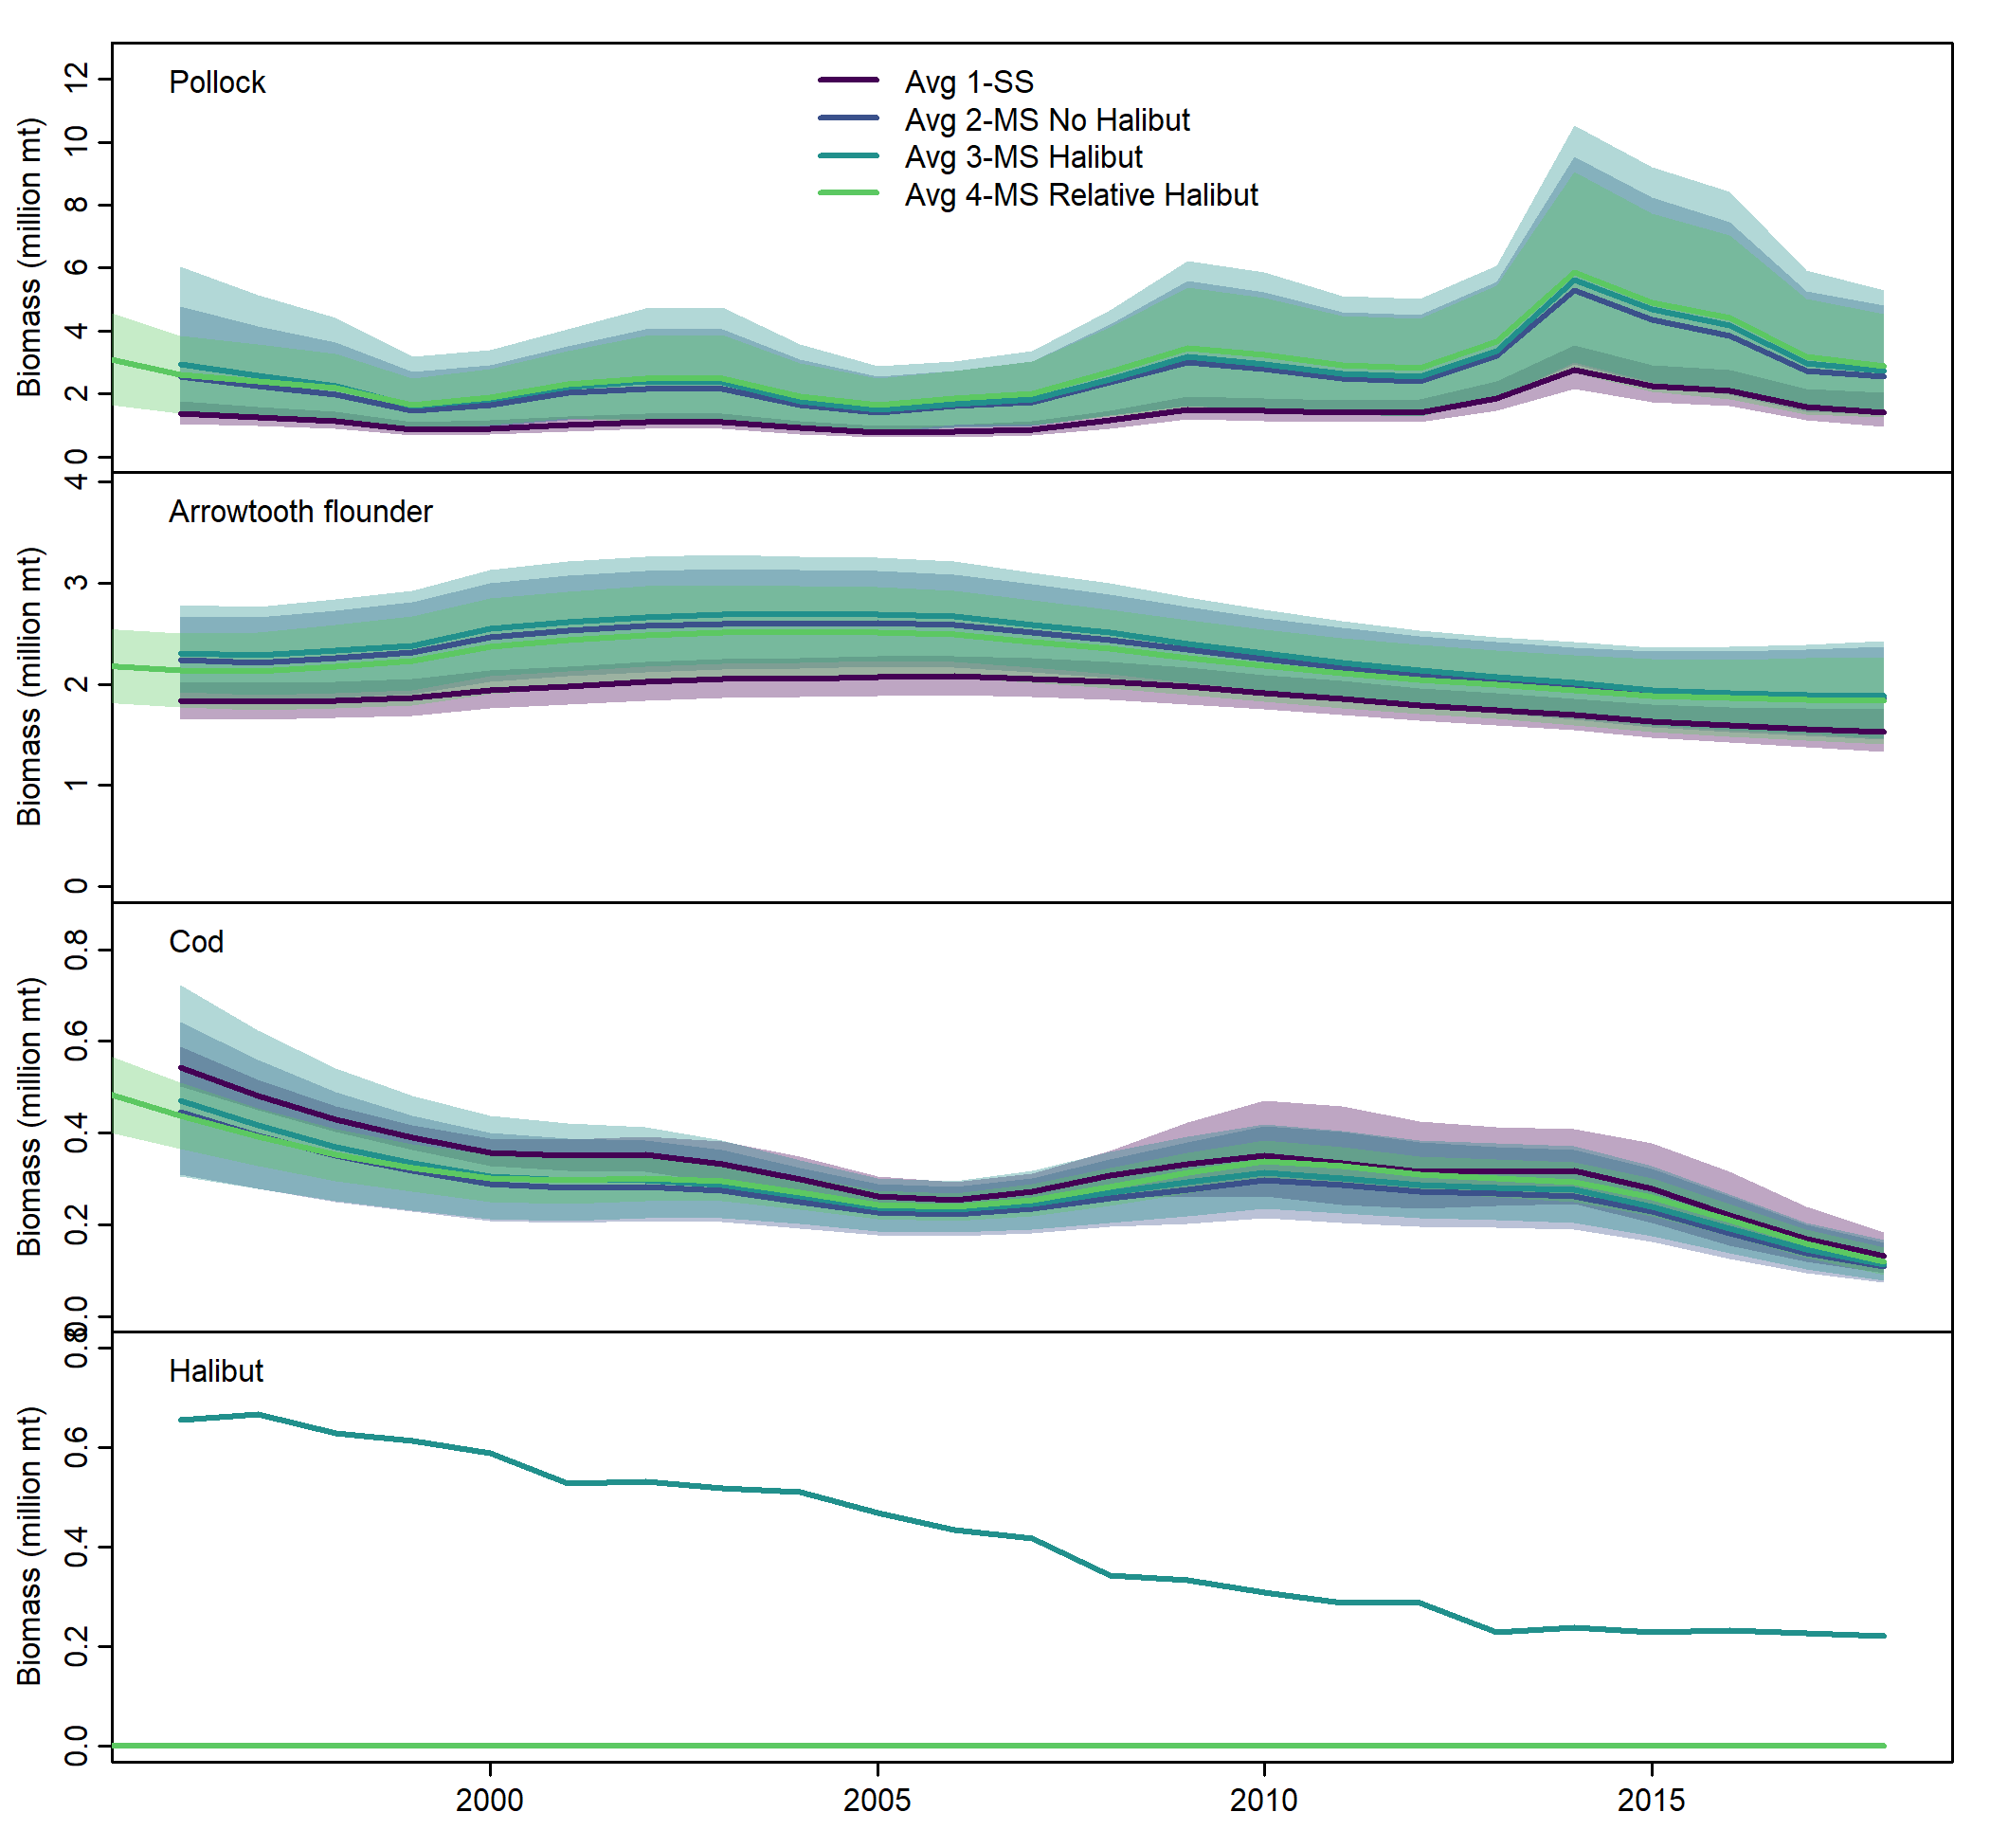 Pollock
Avg 1-SS
Avg 2-MS No Halibut
Avg 3-MS Halibut
Avg 4-MS Relative Halibut
Biomass (million mt)
12
10
8
6
4
2
0
Arrowtooth flounder
Biomass (million mt)
4
3
2
1
0
Cod
Biomass (million mt)
0.8
0.6
0.4
0.2
0.0
Halibut
Biomass (million mt)
0.8
0.6
0.4
0.2
0.0
2000
2005
2010
2015